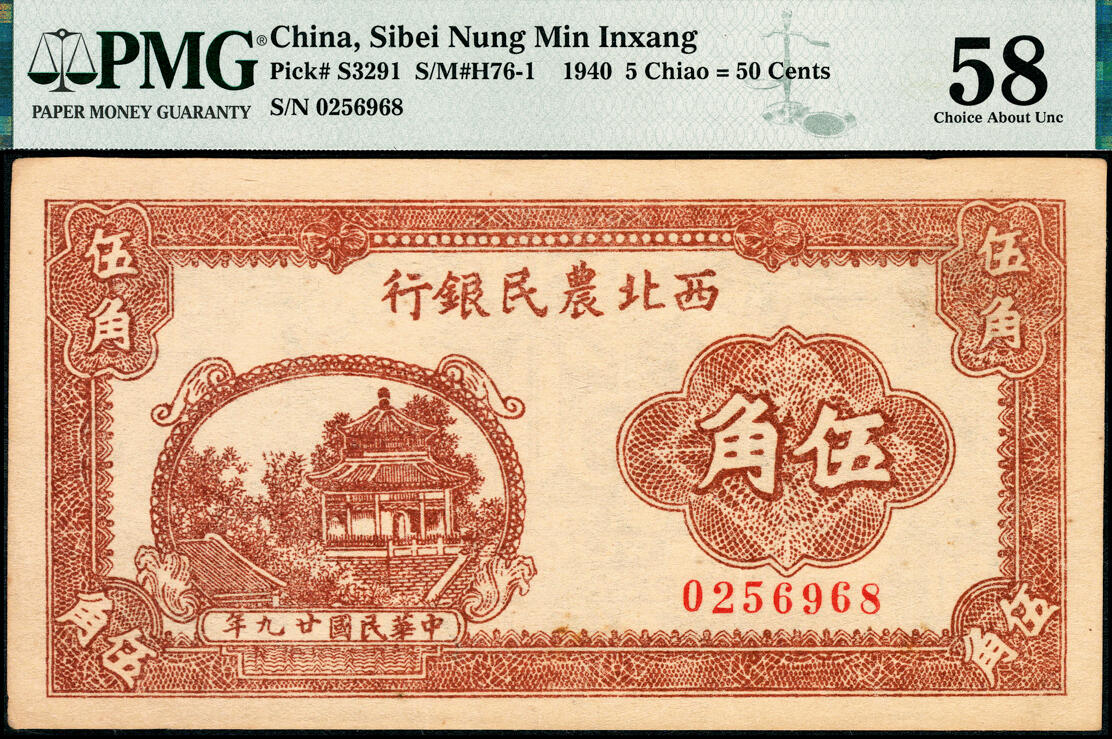 PMG® China, Sibei Nung Min Inxang
Pick# S3291 S/M#H76-1 1940 5 Chiao = 50 Cents
PAPER MONEY GUARANTY
S/N 0256968
58
Choice About Unc
伍角
伍角
西北農民銀行
伍角
0256968
中華民國廿九年
伍角
伍角